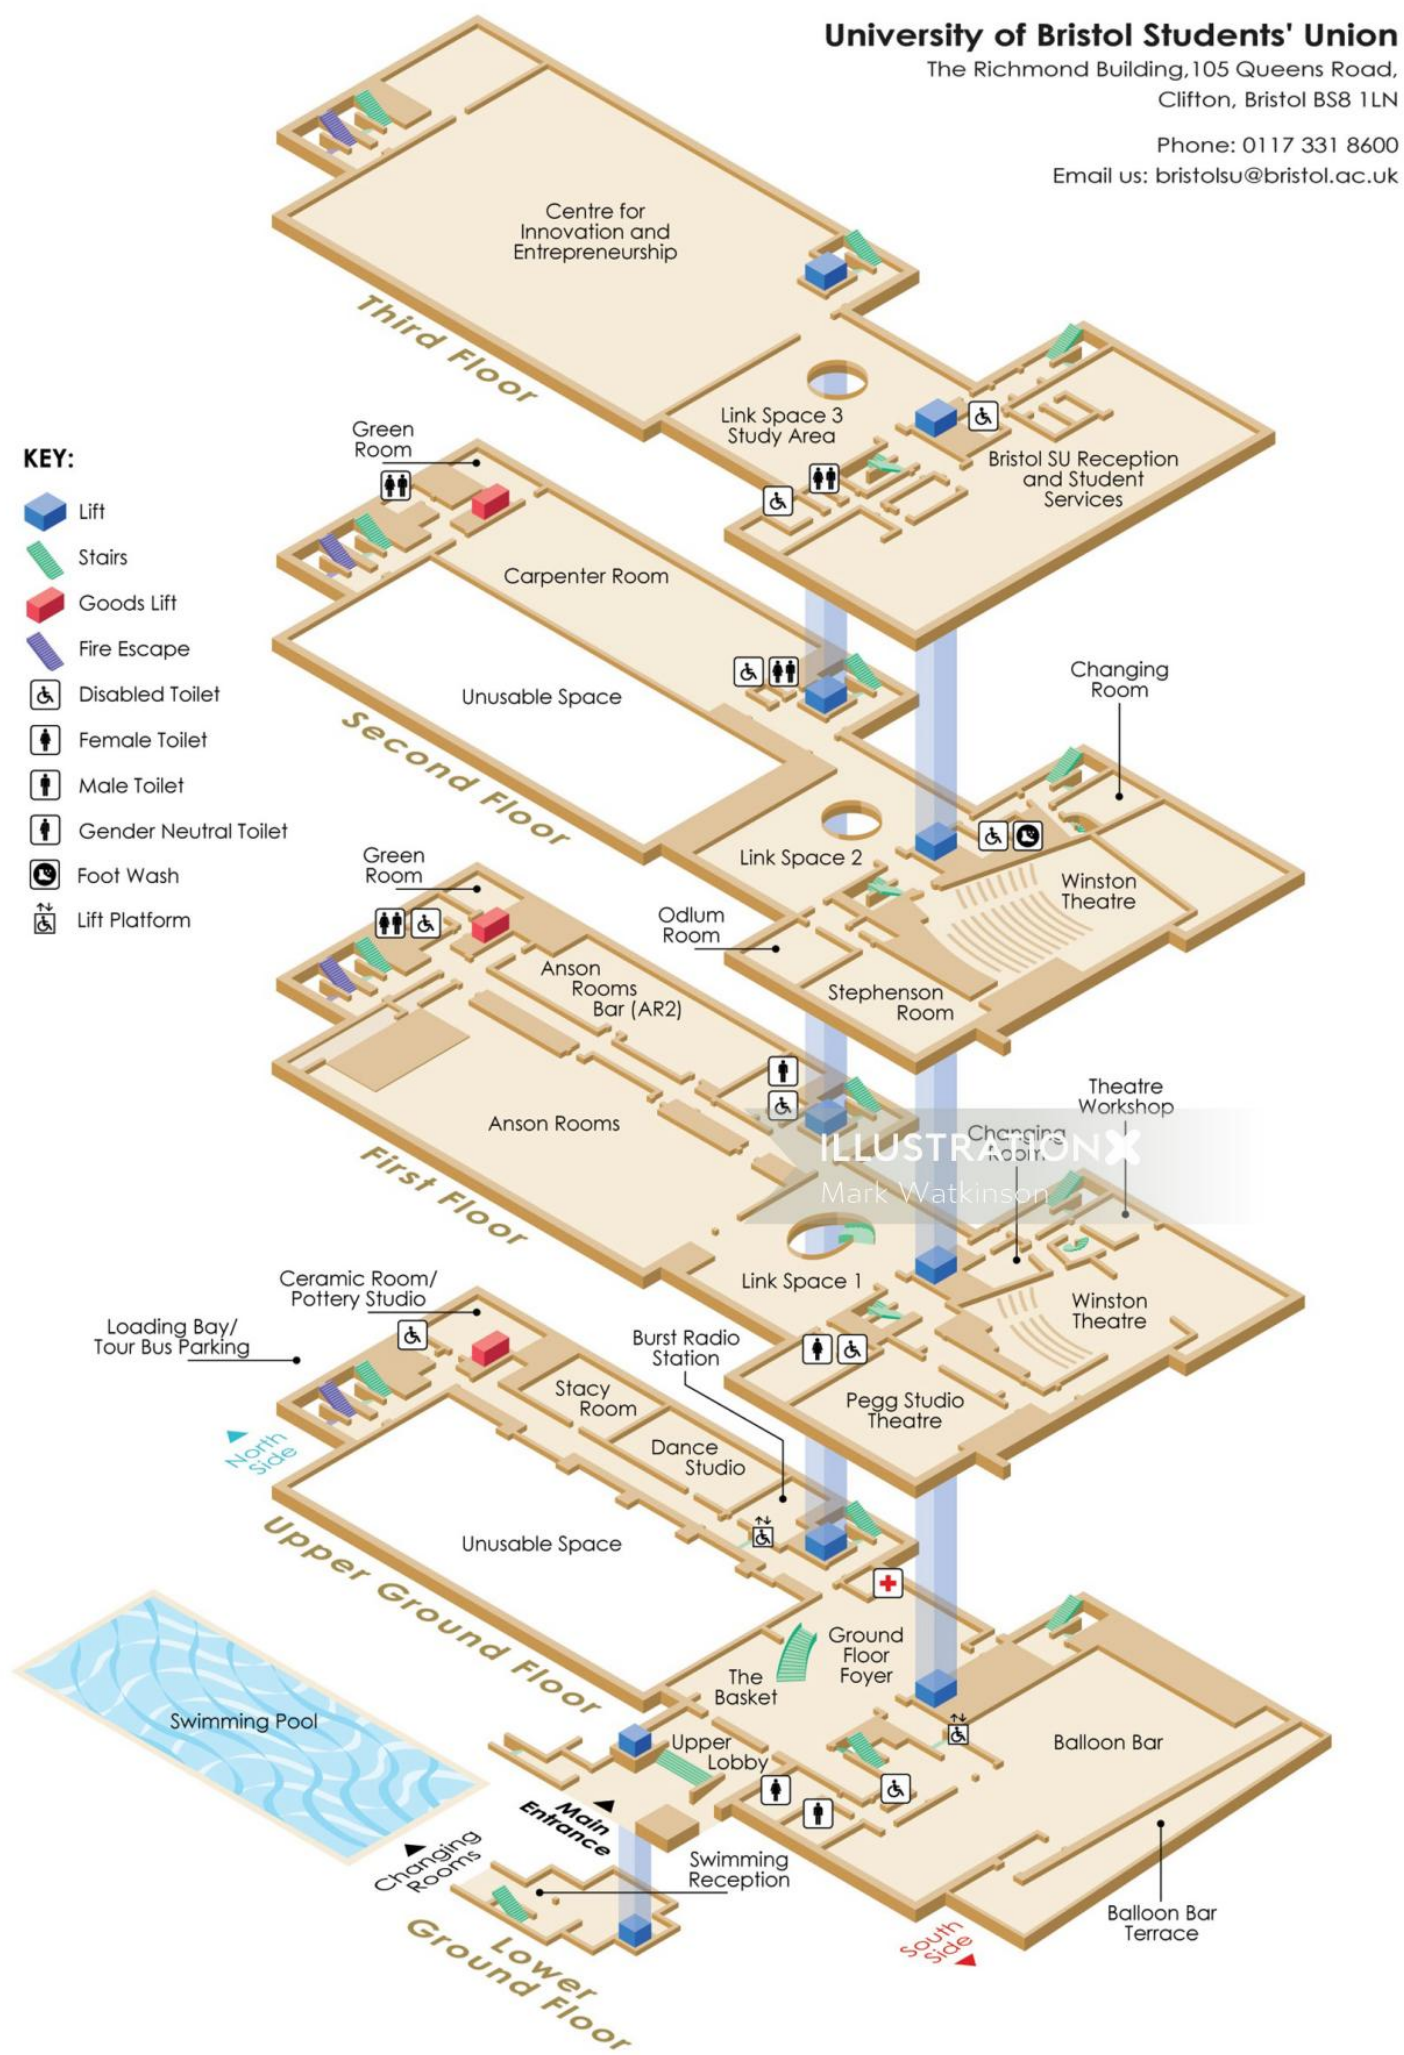 University of Bristol Students' Union
The Richmond Building,105 Queens Road,
Clifton, Bristol BS8 1LN
Phone: 0117 331 8600
Email us: bristolsu@bristol.ac.uk
Centre for
Innovation and
Entrepreneurship
Third Floor
Link Space 3
Study Area
Bristol SU Reception
and Student
Services
KEY:
Lift
Stairs
Goods Lift
Fire Escape
Disabled Toilet
Female Toilet
Male Toilet
Gender Neutral Toilet
Foot Wash
Lift Platform
Green
Room
Carpenter Room
Unusable Space
Second Floor
Changing
Room
Link Space 2
Winston
Theatre
Odlum
Room
Stephenson
Room
Green
Room
Anson
Rooms
Bar (AR2)
Anson Rooms
First Floor
Theatre
Workshop
Changing
Room
ILLUSTRATIONX
Mark Watkinson
Link Space 1
Winston
Theatre
Pegg Studio
Theatre
Ceramic Room/
Pottery Studio
Loading Bay/
Tour Bus Parking
Burst Radio
Station
Stacy
Room
Dance
Studio
North
Side
Unusable Space
Upper Ground Floor
Ground
Floor
Foyer
The
Basket
Swimming Pool
Upper
Lobby
Balloon Bar
Main
Entrance
Changing
Rooms
Swimming
Reception
Balloon Bar
Terrace
South
Side
Lower
Ground Floor